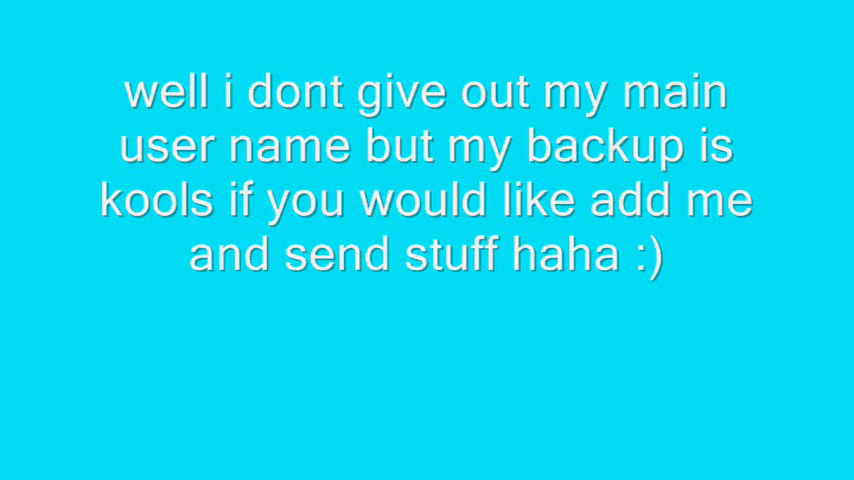 well i dont give out my main
user name but my backup is
kools if you would like add me
and send stuff haha :)